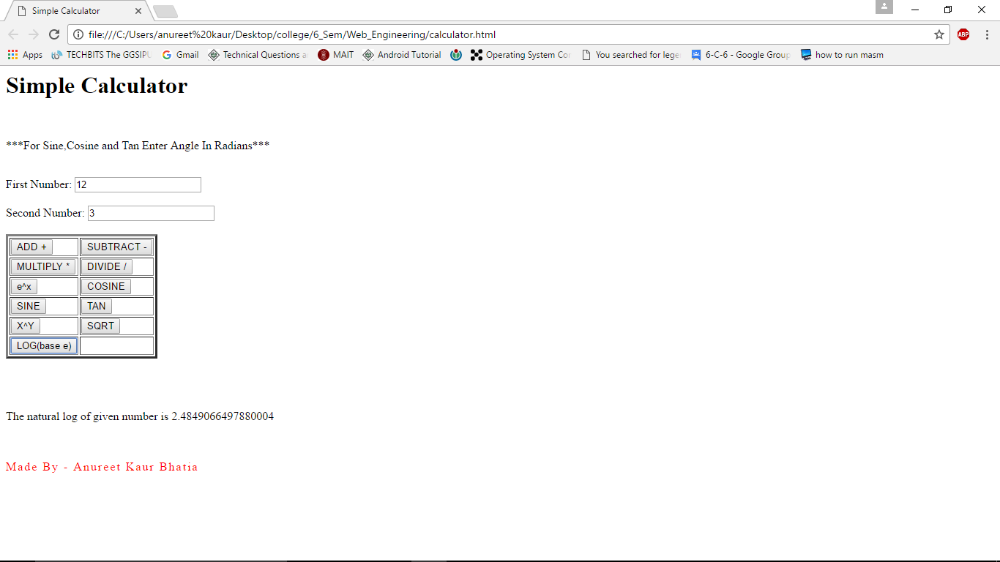 Simple Calculator
file:///C:/Users/anureet%20kaur/Desktop/college/6_Sem/Web_Engineering/calculator.html
ABP
Apps TECHBITS The GGSIPU Gmail Technical Questions a MAIT Android Tutorial Operating System Con You searched for lege 6-C-6 - Google Group how to run masm
Simple Calculator
***For Sine,Cosine and Tan Enter Angle In Radians***
First Number: 12
Second Number: 3
ADD + SUBTRACT -
MULTIPLY * DIVIDE /
e^x COSINE
SINE TAN
X^Y SQRT
LOG(base e)
The natural log of given number is 2.4849066497880004
Made By - Anureet Kaur Bhatia